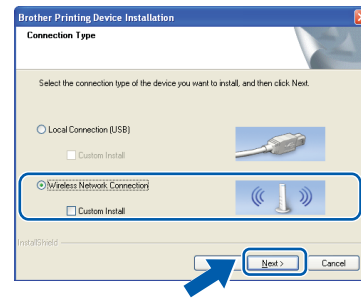 Brother Printing Device Installation
Connection Type
Select the connection type of the device you want to install, and then click Next.
Local Connection (USB)
Custom Install
Wireless Network Connection
Custom Install
InstallShield
Next >
Cancel